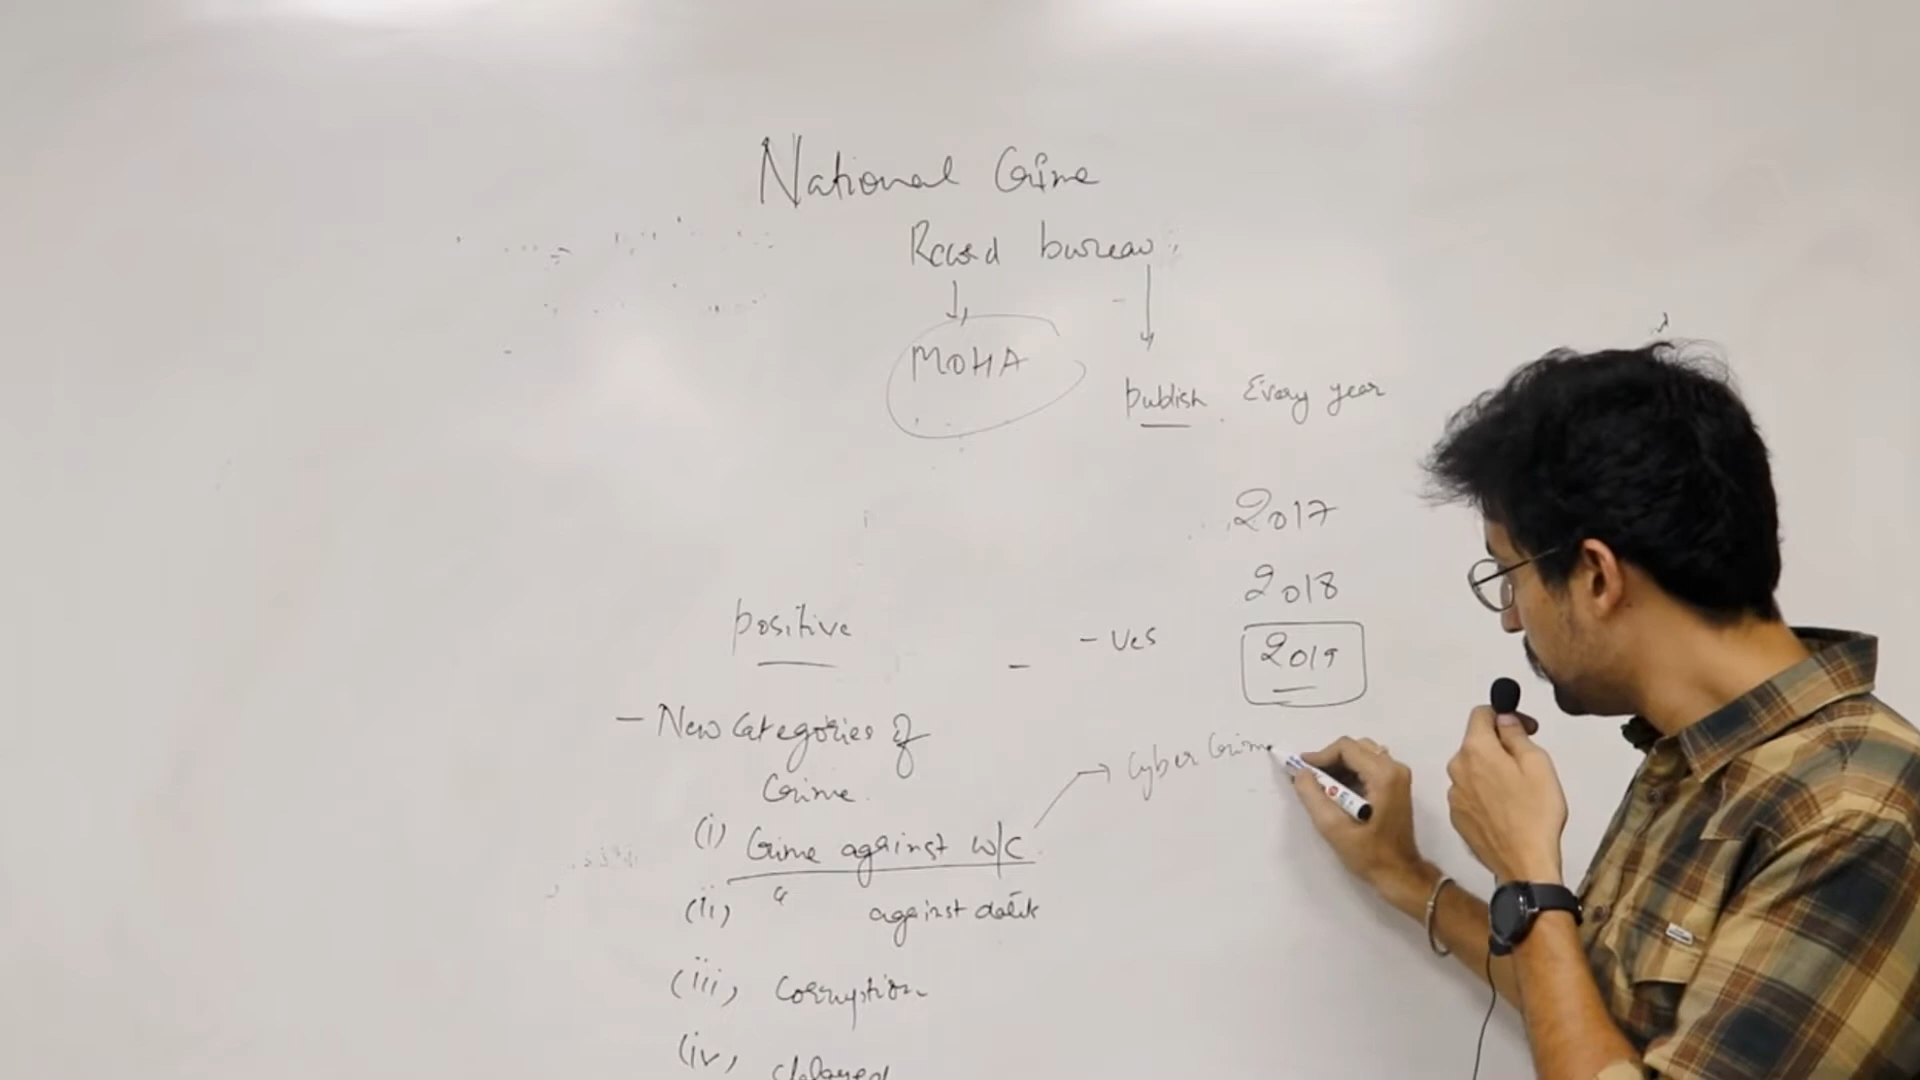 National Crime
Record bureau
MOHA
publish Every year
2017
2018
2019
positive
- - ves
- New Categories of
Crime.
(i) Crime against w/c
→ Cyber Crime
(ii) " against dalit
(iii) Corruption
(iv) delayed